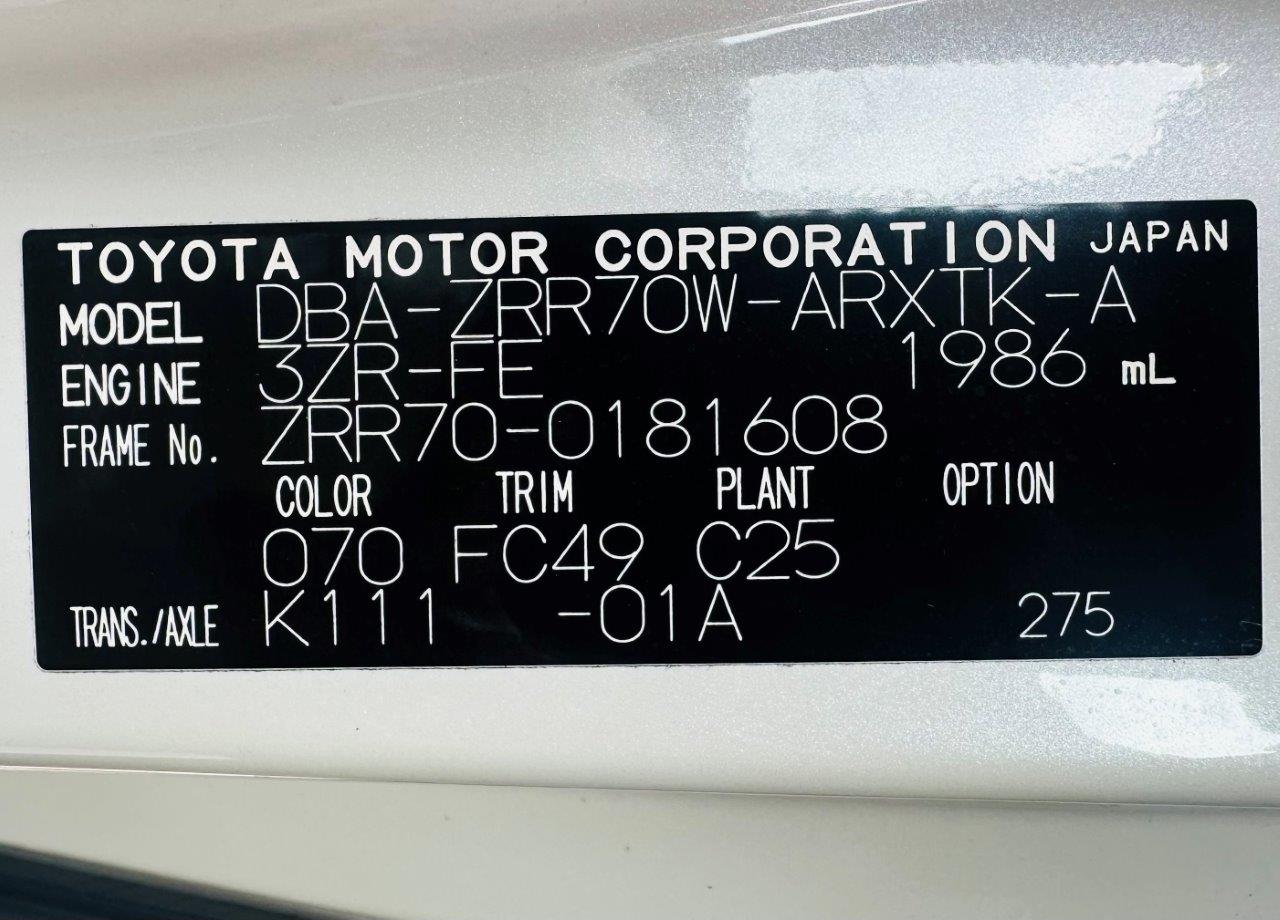 TOYOTA MOTOR CORPORATION JAPAN
MODEL DBA-ZRR70W-ARXTK-A
ENGINE 3ZR-FE 1986 mL
FRAME No. ZRR70-0181608
COLOR TRIM PLANT OPTION
070 FC49 C25
TRANS./AXLE K111 -01A 275